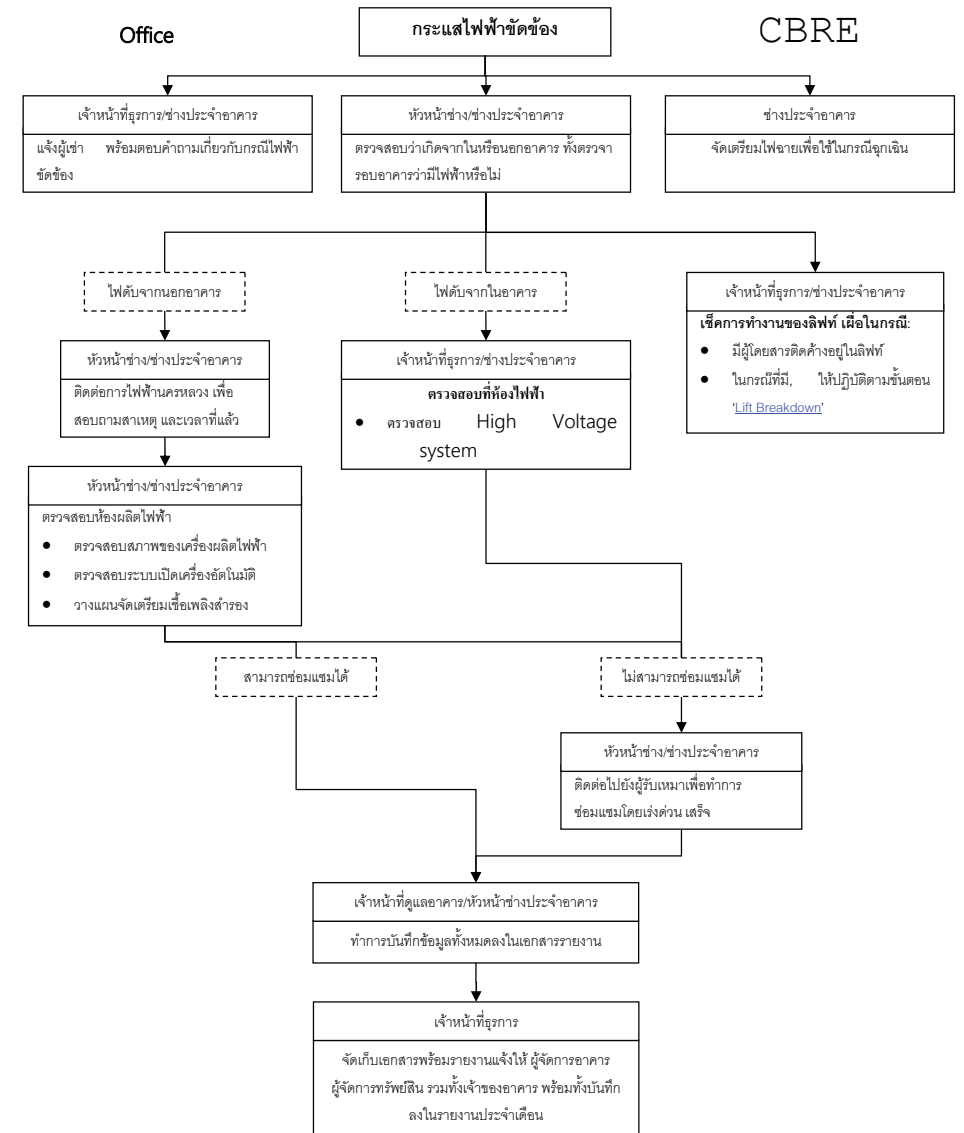 Office
กระแสไฟฟ้าขัดข้อง
CBRE
เจ้าหน้าที่ธุรการ/ช่างประจำอาคาร
แจ้งผู้เช่า พร้อมตอบคำถามเกี่ยวกับกรณีไฟฟ้า
ขัดข้อง
หัวหน้าช่าง/ช่างประจำอาคาร
ตรวจสอบว่าเกิดจากในหรือนอกอาคาร ทั้งตรวจา
รอบอาคารว่ามีไฟฟ้าหรือไม่
ช่างประจำอาคาร
จัดเตรียมไฟฉายเพื่อใช้ในกรณีฉุกเฉิน
ไฟดับจากนอกอาคาร
ไฟดับจากในอาคาร
เจ้าหน้าที่ธุรการ/ช่างประจำอาคาร
เช็คการทำงานของลิฟท์ เผื่อในกรณี:
● มีผู้โดยสารติดค้างอยู่ในลิฟท์
● ในกรณีที่มี, ให้ปฏิบัติตามขั้นตอน
‘Lift Breakdown’
หัวหน้าช่าง/ช่างประจำอาคาร
ติดต่อการไฟฟ้านครหลวง เพื่อ
สอบถามสาเหตุ และเวลาที่แล้ว
เจ้าหน้าที่ธุรการ/ช่างประจำอาคาร
ตรวจสอบที่ห้องไฟฟ้า
● ตรวจสอบ High Voltage
system
หัวหน้าช่าง/ช่างประจำอาคาร
ตรวจสอบห้องผลิตไฟฟ้า
● ตรวจสอบสภาพของเครื่องผลิตไฟฟ้า
● ตรวจสอบระบบเปิดเครื่องอัตโนมัติ
● วางแผนจัดเตรียมเชื้อเพลิงสำรอง
สามารถซ่อมแซมได้
ไม่สามารถซ่อมแซมได้
หัวหน้าช่าง/ช่างประจำอาคาร
ติดต่อไปยังผู้รับเหมาเพื่อทำการ
ซ่อมแซมโดยเร่งด่วน เสร็จ
เจ้าหน้าที่ดูแลอาคาร/หัวหน้าช่างประจำอาคาร
ทำการบันทึกข้อมูลทั้งหมดลงในเอกสารรายงาน
เจ้าหน้าที่ธุรการ
จัดเก็บเอกสารพร้อมรายงานแจ้งให้ ผู้จัดการอาคาร
ผู้จัดการทรัพย์สิน รวมทั้งเจ้าของอาคาร พร้อมทั้งบันทึก
ลงในรายงานประจำเดือน